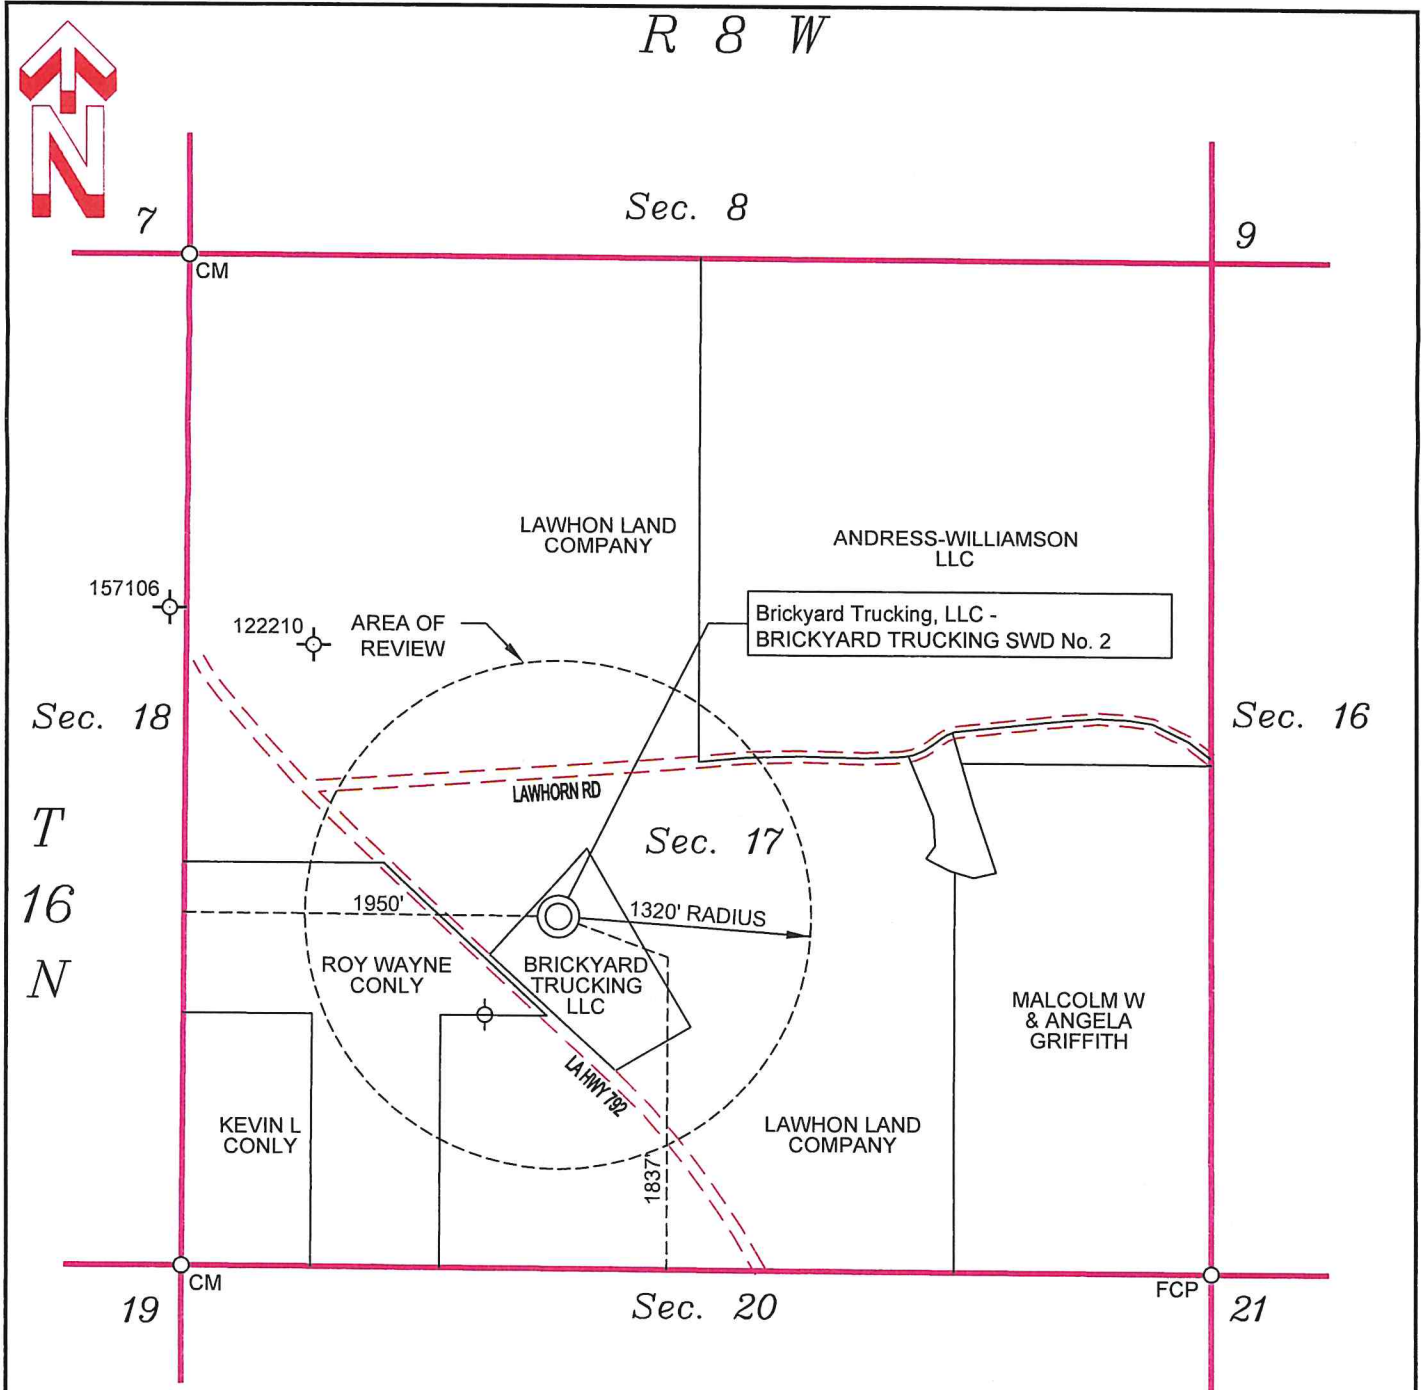 R 8 W
N
7
Sec. 8
9
CM
LAWHON LAND
COMPANY
ANDRESS-WILLIAMSON
LLC
157106
122210
AREA OF
REVIEW
Brickyard Trucking, LLC -
BRICKYARD TRUCKING SWD No. 2
Sec. 18
Sec. 16
LAWHORN RD
T
16
N
Sec. 17
1950'
1320' RADIUS
ROY WAYNE
CONLY
BRICKYARD
TRUCKING
LLC
MALCOLM W
& ANGELA
GRIFFITH
LA HWY 792
KEVIN L
CONLY
LAWHON LAND
COMPANY
1837'
CM
FCP
19
Sec. 20
21